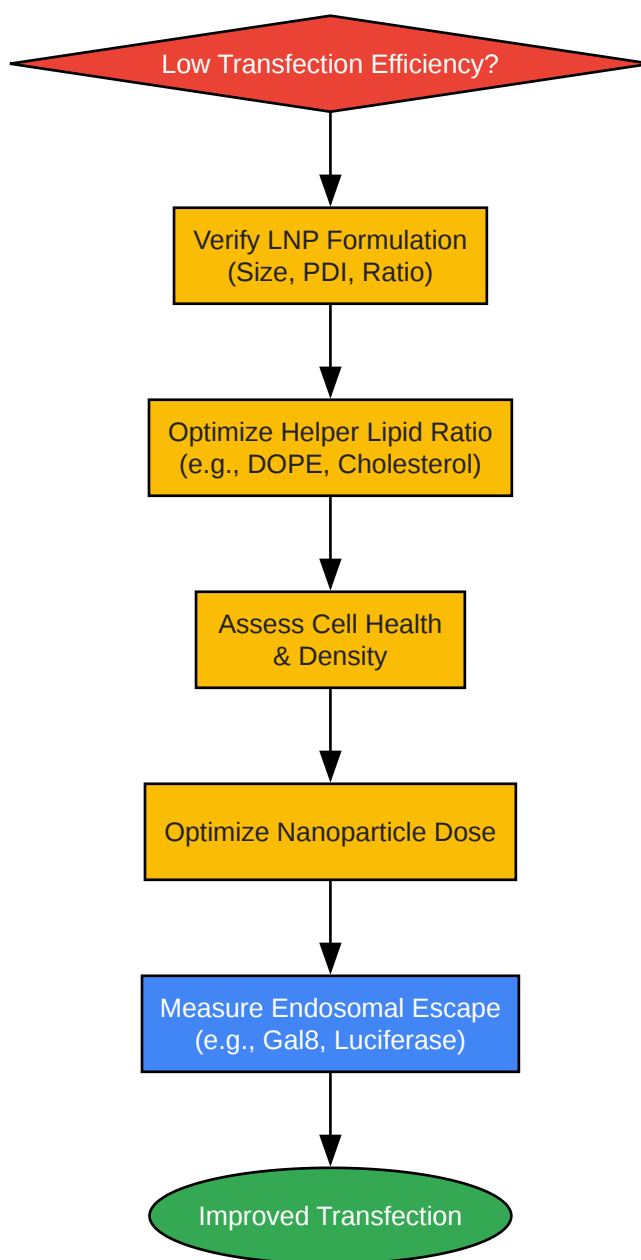 Low Transfection Efficiency?
Verify LNP Formulation
(Size, PDI, Ratio)
Optimize Helper Lipid Ratio
(e.g., DOPE, Cholesterol)
Assess Cell Health
& Density
Optimize Nanoparticle Dose
Measure Endosomal Escape
(e.g., Gal8, Luciferase)
Improved Transfection